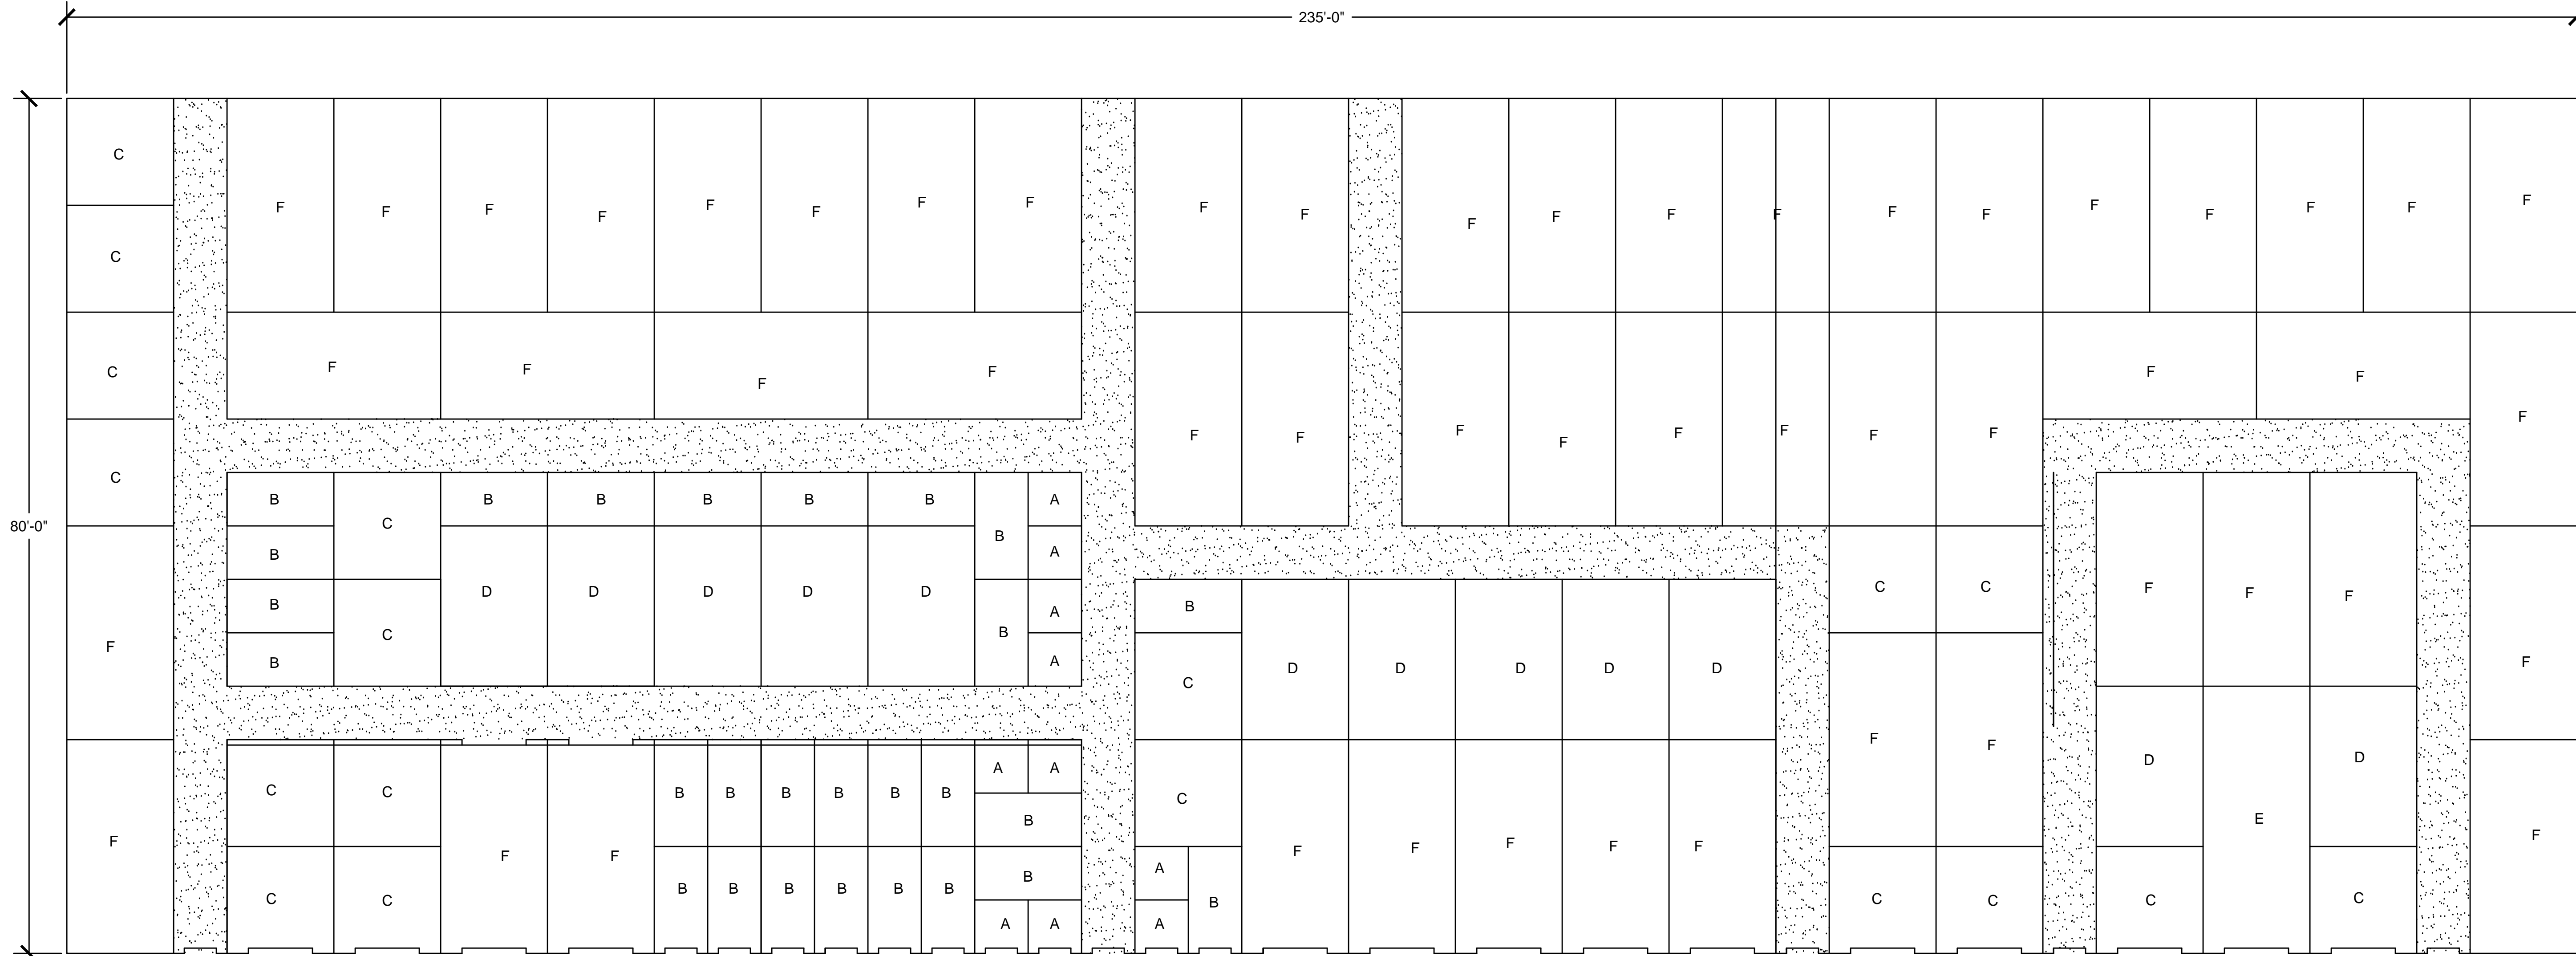 235'-0"
C
F F F F F F F F F F F F F F F F F F F F F
C
C F F F F F F
F F F F F F F F F F F
C B B B B B B A
C B A
B D D D D D A
F F F
C C
B B A
C B A
F B A
C D D D D D F
C F F
A A D D
C C B B B B B B C
B E
F F F F F F F F F F
B A
C C B B B B B B B C C C C
A A A
80'-0"